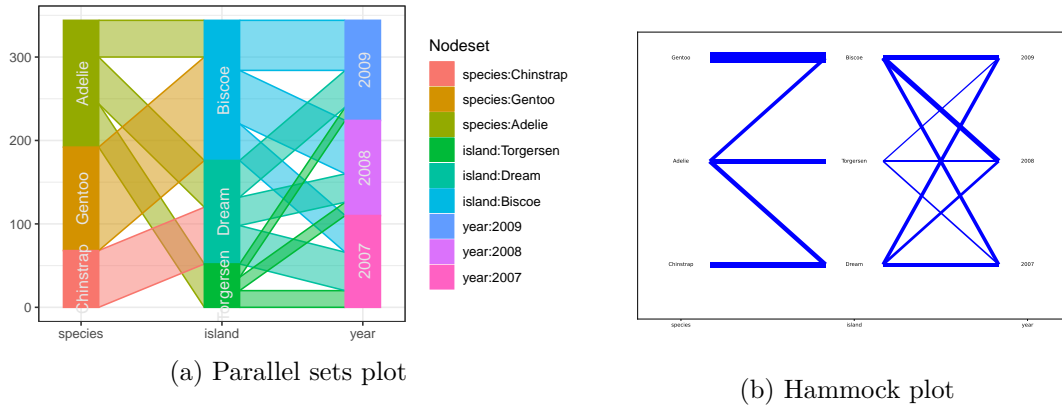 300
200
100
0
Adelie
Gentoo
Chinstrap
Biscoe
Dream
Torgersen
2009
2008
2007
species
island
year
Nodeset
species:Chinstrap
species:Gentoo
species:Adelie
island:Torgersen
island:Dream
island:Biscoe
year:2009
year:2008
year:2007
(a) Parallel sets plot
Gentoo Biscoe 2009
Adelie Torgersen 2008
Chinstrap Dream 2007
species island year
(b) Hammock plot